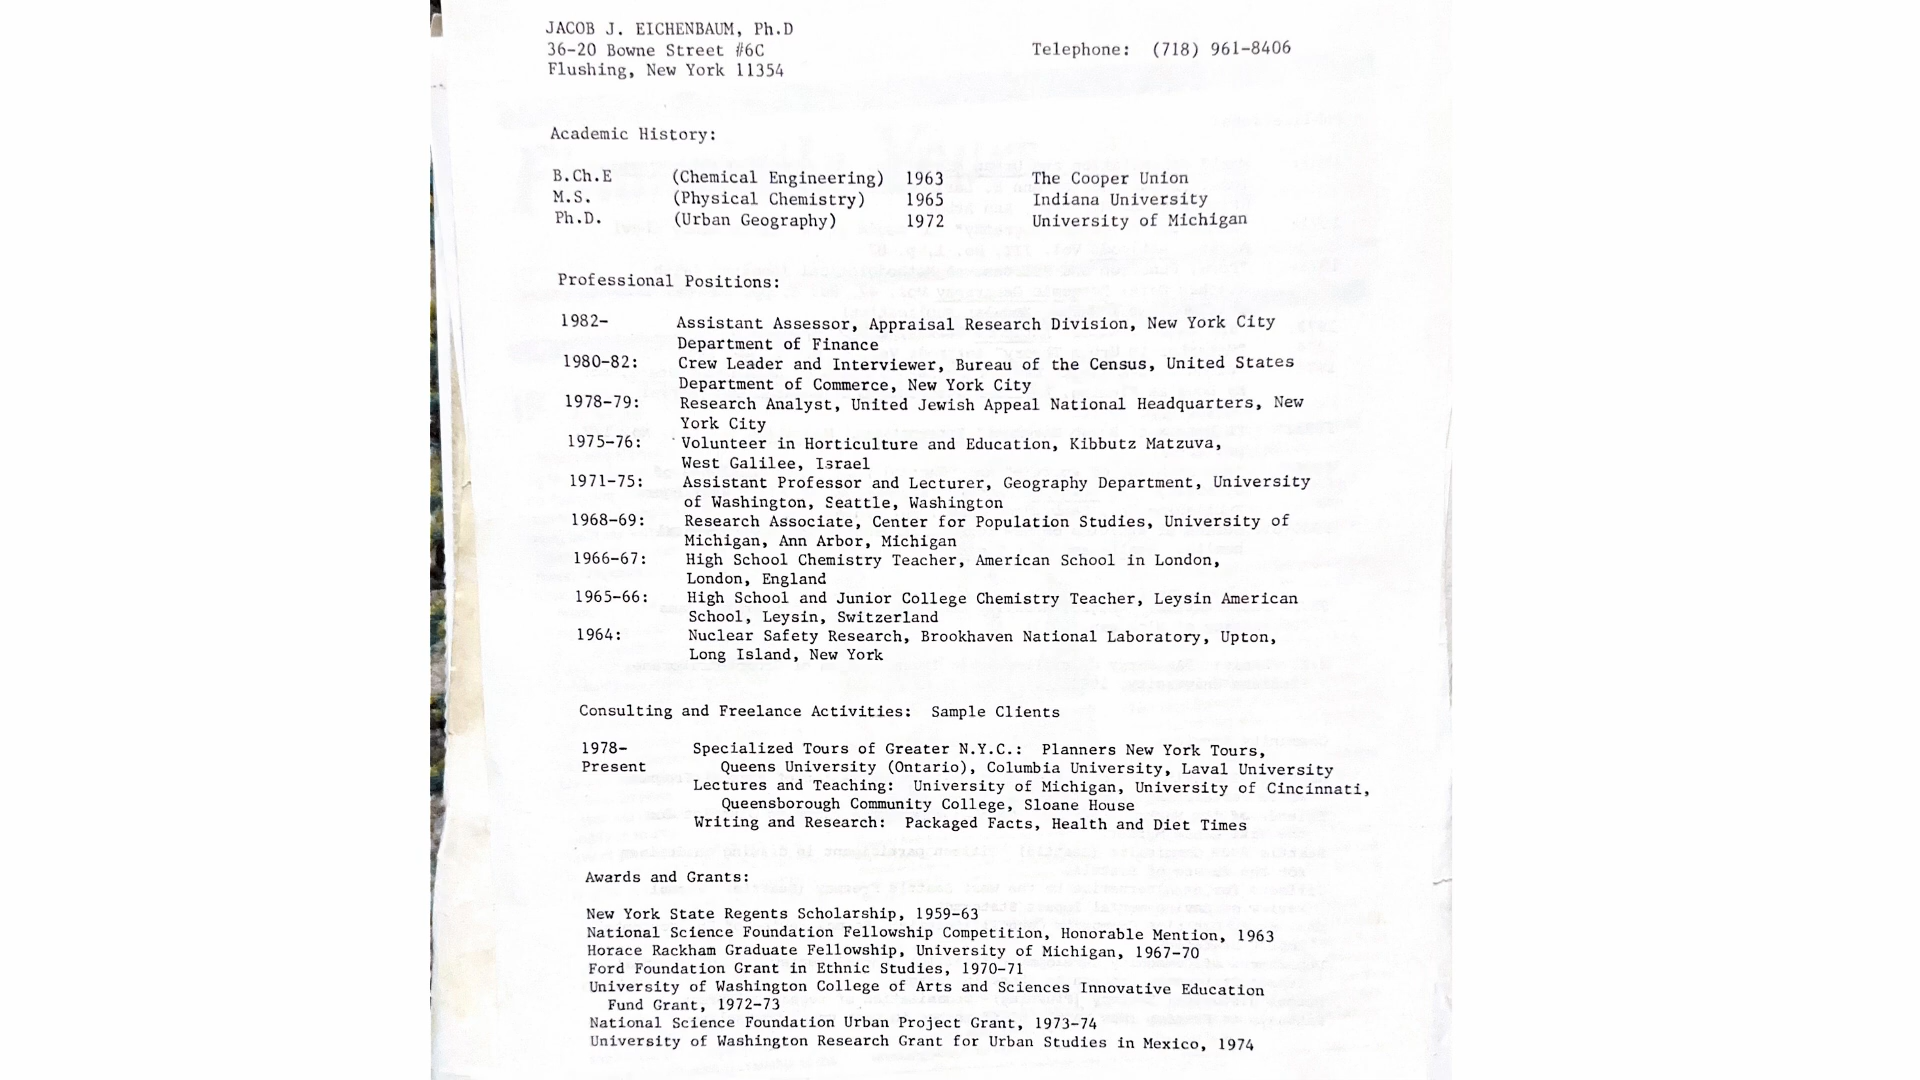 JACOB J. EICHENBAUM, Ph.D
36-20 Bowne Street #6C Telephone: (718) 961-8406
Flushing, New York 11354
Academic History:
B.Ch.E (Chemical Engineering) 1963 The Cooper Union
M.S. (Physical Chemistry) 1965 Indiana University
Ph.D. (Urban Geography) 1972 University of Michigan
Professional Positions:
1982- Assistant Assessor, Appraisal Research Division, New York City
Department of Finance
1980-82: Crew Leader and Interviewer, Bureau of the Census, United States
Department of Commerce, New York City
1978-79: Research Analyst, United Jewish Appeal National Headquarters, New
York City
1975-76: Volunteer in Horticulture and Education, Kibbutz Matzuva,
West Galilee, Israel
1971-75: Assistant Professor and Lecturer, Geography Department, University
of Washington, Seattle, Washington
1968-69: Research Associate, Center for Population Studies, University of
Michigan, Ann Arbor, Michigan
1966-67: High School Chemistry Teacher, American School in London,
London, England
1965-66: High School and Junior College Chemistry Teacher, Leysin American
School, Leysin, Switzerland
1964: Nuclear Safety Research, Brookhaven National Laboratory, Upton,
Long Island, New York
Consulting and Freelance Activities: Sample Clients
1978- Specialized Tours of Greater N.Y.C.: Planners New York Tours,
Present Queens University (Ontario), Columbia University, Laval University
Lectures and Teaching: University of Michigan, University of Cincinnati,
Queensborough Community College, Sloane House
Writing and Research: Packaged Facts, Health and Diet Times
Awards and Grants:
New York State Regents Scholarship, 1959-63
National Science Foundation Fellowship Competition, Honorable Mention, 1963
Horace Rackham Graduate Fellowship, University of Michigan, 1967-70
Ford Foundation Grant in Ethnic Studies, 1970-71
University of Washington College of Arts and Sciences Innovative Education
Fund Grant, 1972-73
National Science Foundation Urban Project Grant, 1973-74
University of Washington Research Grant for Urban Studies in Mexico, 1974